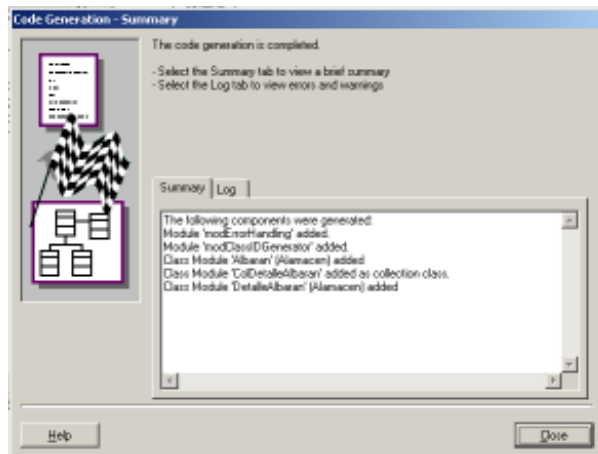 Code Generation - Summary
The code generation is completed.
- Select the Summary tab to view a brief summary
- Select the Log tab to view errors and warnings
Summary Log
The following components were generated:
Module 'modErrorHandling' added.
Module 'modClassIDGenerator' added.
Class Module 'Albaran' (Alamacen) added
Class Module 'ColDetalleAlbaran' added as collection class.
Class Module 'DetalleAlbaran' (Alamacen) added
Help Close